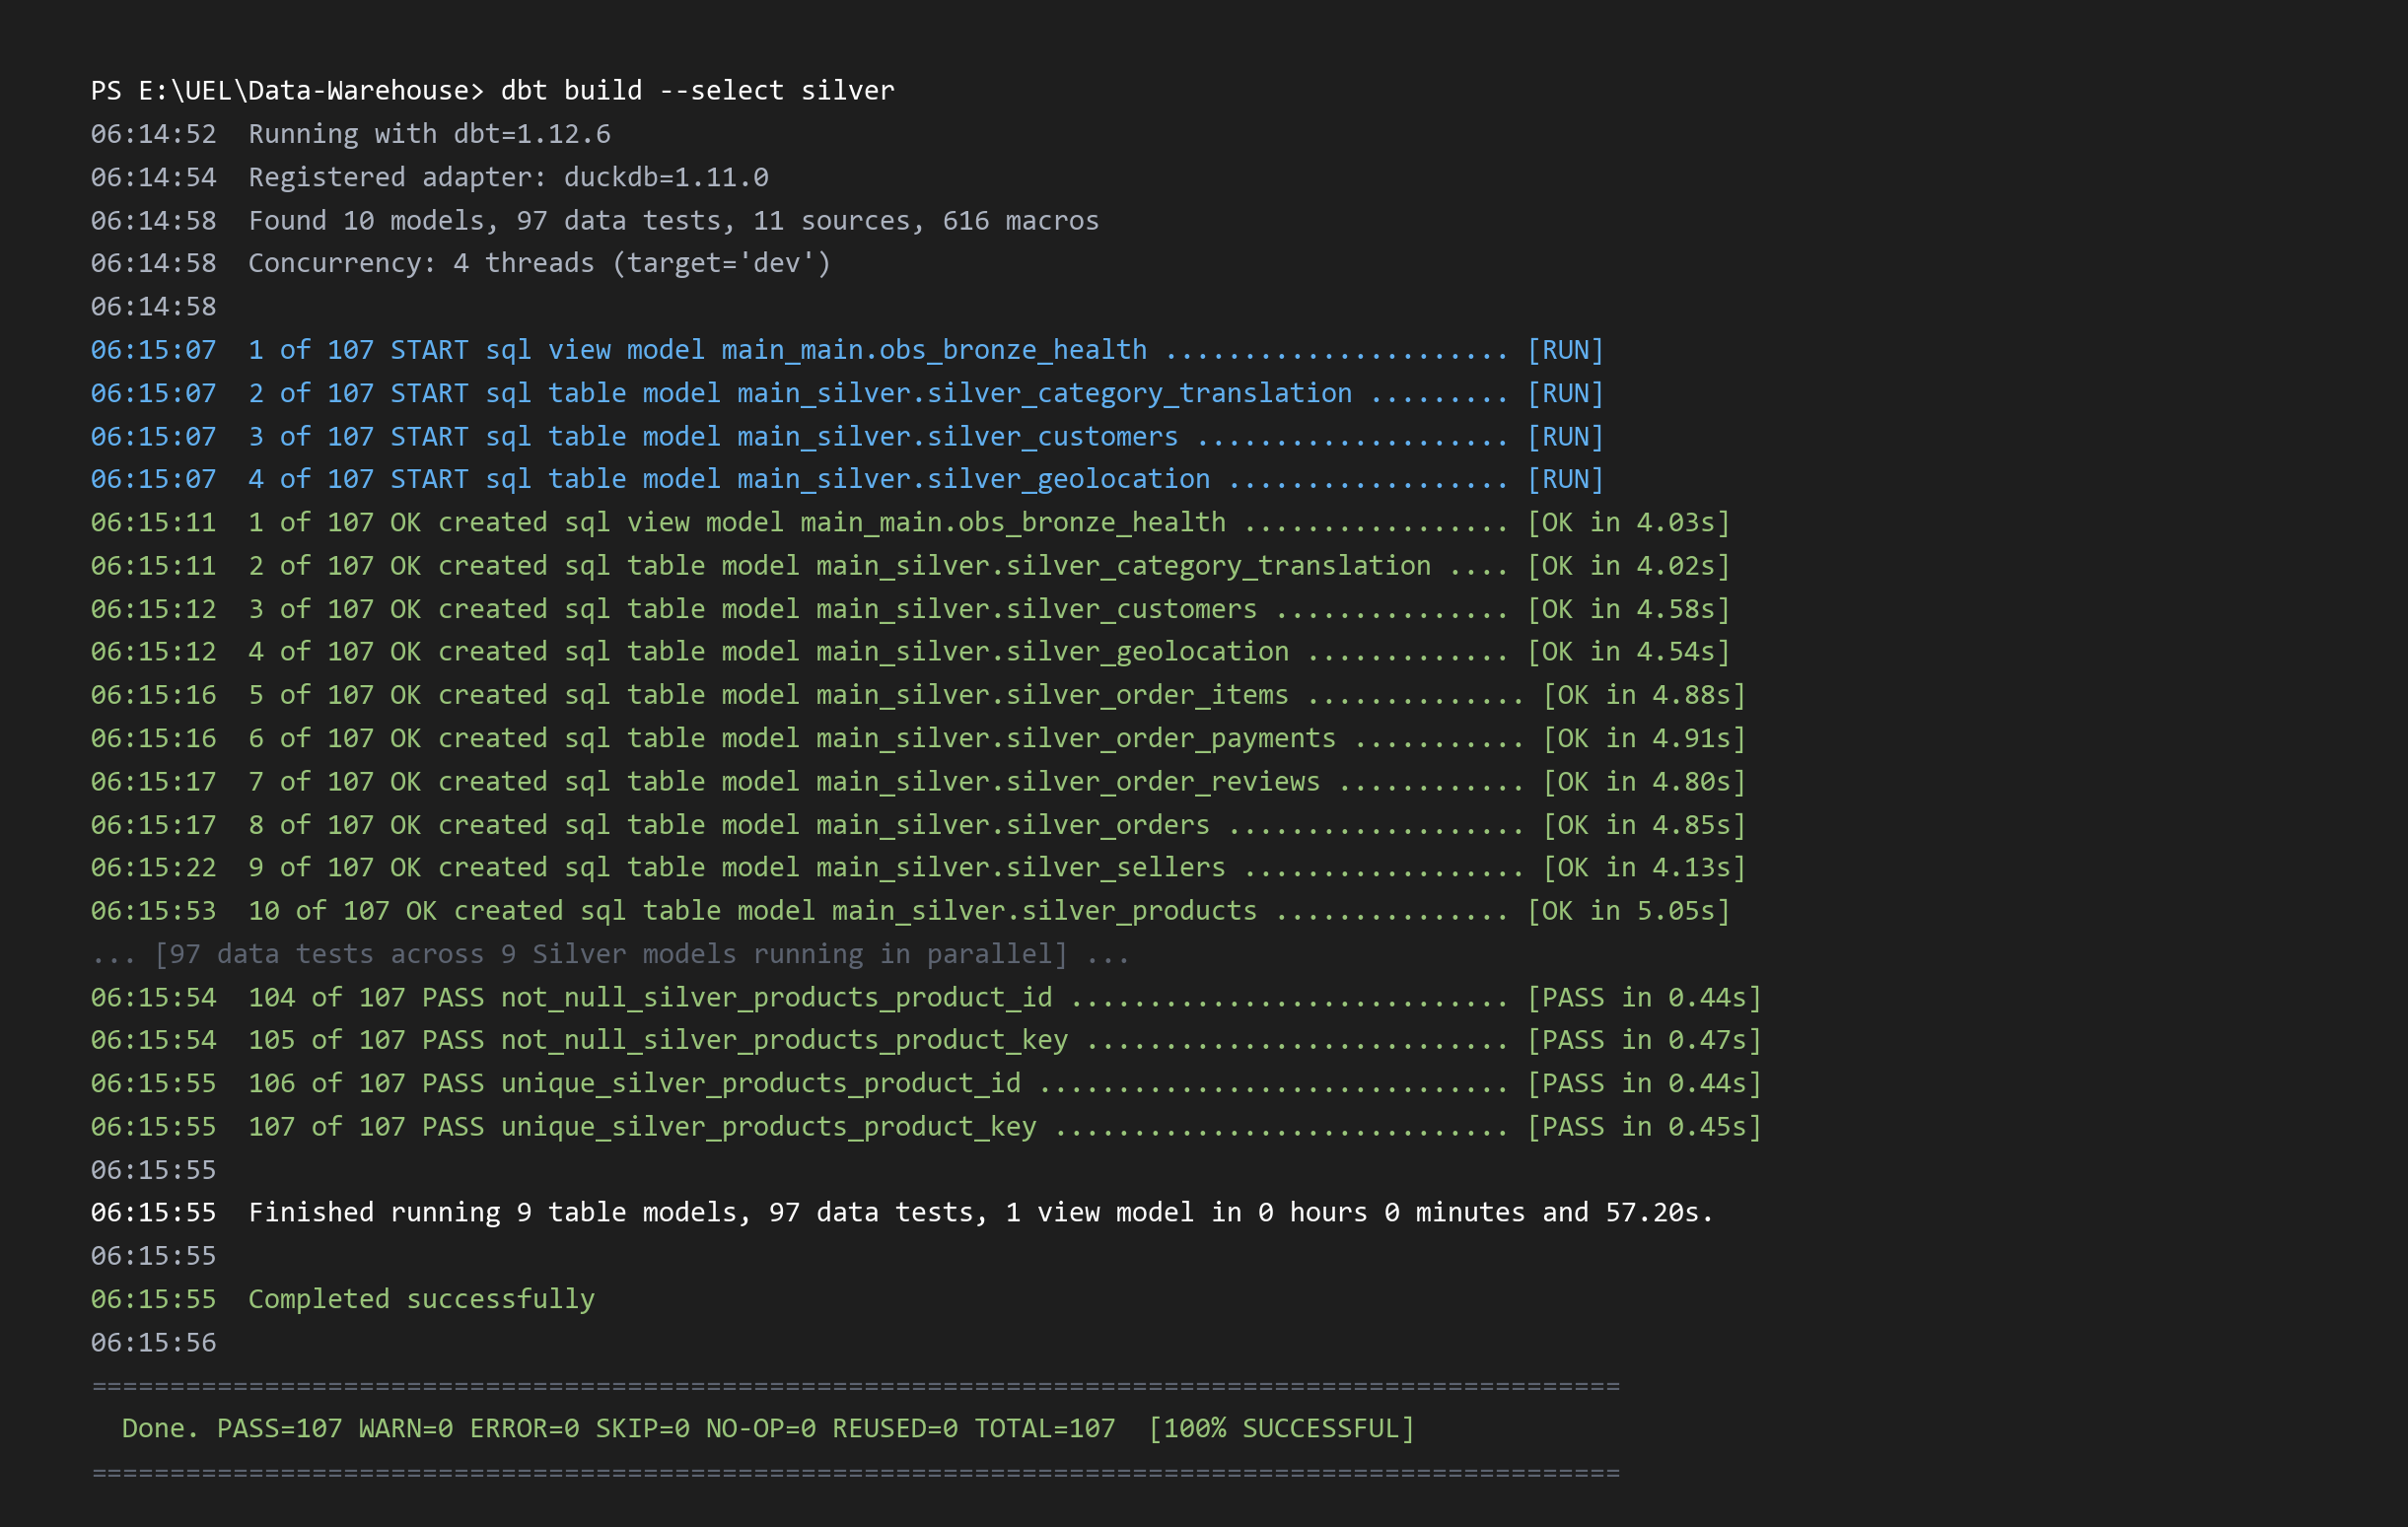 PS E:\UEL\Data-Warehouse> dbt build --select silver
06:14:52  Running with dbt=1.12.6
06:14:54  Registered adapter: duckdb=1.11.0
06:14:58  Found 10 models, 97 data tests, 11 sources, 616 macros
06:14:58  Concurrency: 4 threads (target='dev')
06:14:58
06:15:07  1 of 107 START sql view model main_main.obs_bronze_health ...................... [RUN]
06:15:07  2 of 107 START sql table model main_silver.silver_category_translation ......... [RUN]
06:15:07  3 of 107 START sql table model main_silver.silver_customers .................... [RUN]
06:15:07  4 of 107 START sql table model main_silver.silver_geolocation .................. [RUN]
06:15:11  1 of 107 OK created sql view model main_main.obs_bronze_health ................. [OK in 4.03s]
06:15:11  2 of 107 OK created sql table model main_silver.silver_category_translation .... [OK in 4.02s]
06:15:12  3 of 107 OK created sql table model main_silver.silver_customers ............... [OK in 4.58s]
06:15:12  4 of 107 OK created sql table model main_silver.silver_geolocation ............. [OK in 4.54s]
06:15:16  5 of 107 OK created sql table model main_silver.silver_order_items .............. [OK in 4.88s]
06:15:16  6 of 107 OK created sql table model main_silver.silver_order_payments ........... [OK in 4.91s]
06:15:17  7 of 107 OK created sql table model main_silver.silver_order_reviews ............ [OK in 4.80s]
06:15:17  8 of 107 OK created sql table model main_silver.silver_orders ................... [OK in 4.85s]
06:15:22  9 of 107 OK created sql table model main_silver.silver_sellers .................. [OK in 4.13s]
06:15:53  10 of 107 OK created sql table model main_silver.silver_products ............... [OK in 5.05s]
... [97 data tests across 9 Silver models running in parallel] ...
06:15:54  104 of 107 PASS not_null_silver_products_product_id ............................ [PASS in 0.44s]
06:15:54  105 of 107 PASS not_null_silver_products_product_key ........................... [PASS in 0.47s]
06:15:55  106 of 107 PASS unique_silver_products_product_id .............................. [PASS in 0.44s]
06:15:55  107 of 107 PASS unique_silver_products_product_key ............................. [PASS in 0.45s]
06:15:55
06:15:55  Finished running 9 table models, 97 data tests, 1 view model in 0 hours 0 minutes and 57.20s.
06:15:55
06:15:55  Completed successfully
06:15:56
=================================================================================================
  Done. PASS=107 WARN=0 ERROR=0 SKIP=0 NO-OP=0 REUSED=0 TOTAL=107  [100% SUCCESSFUL]
=================================================================================================